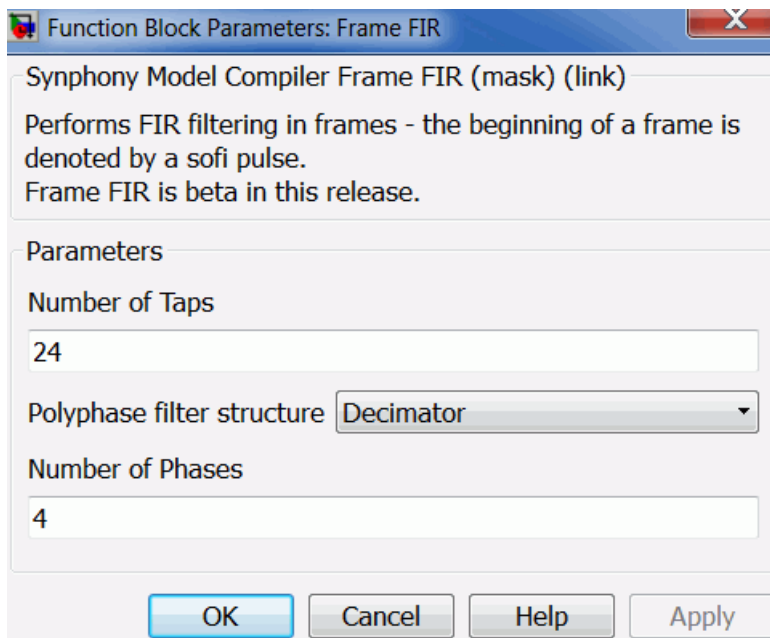 Function Block Parameters: Frame FIR
Synphony Model Compiler Frame FIR (mask) (link)
Performs FIR filtering in frames - the beginning of a frame is
denoted by a sofi pulse.
Frame FIR is beta in this release.
Parameters
Number of Taps
24
Polyphase filter structure Decimator
Number of Phases
4
OK Cancel Help Apply